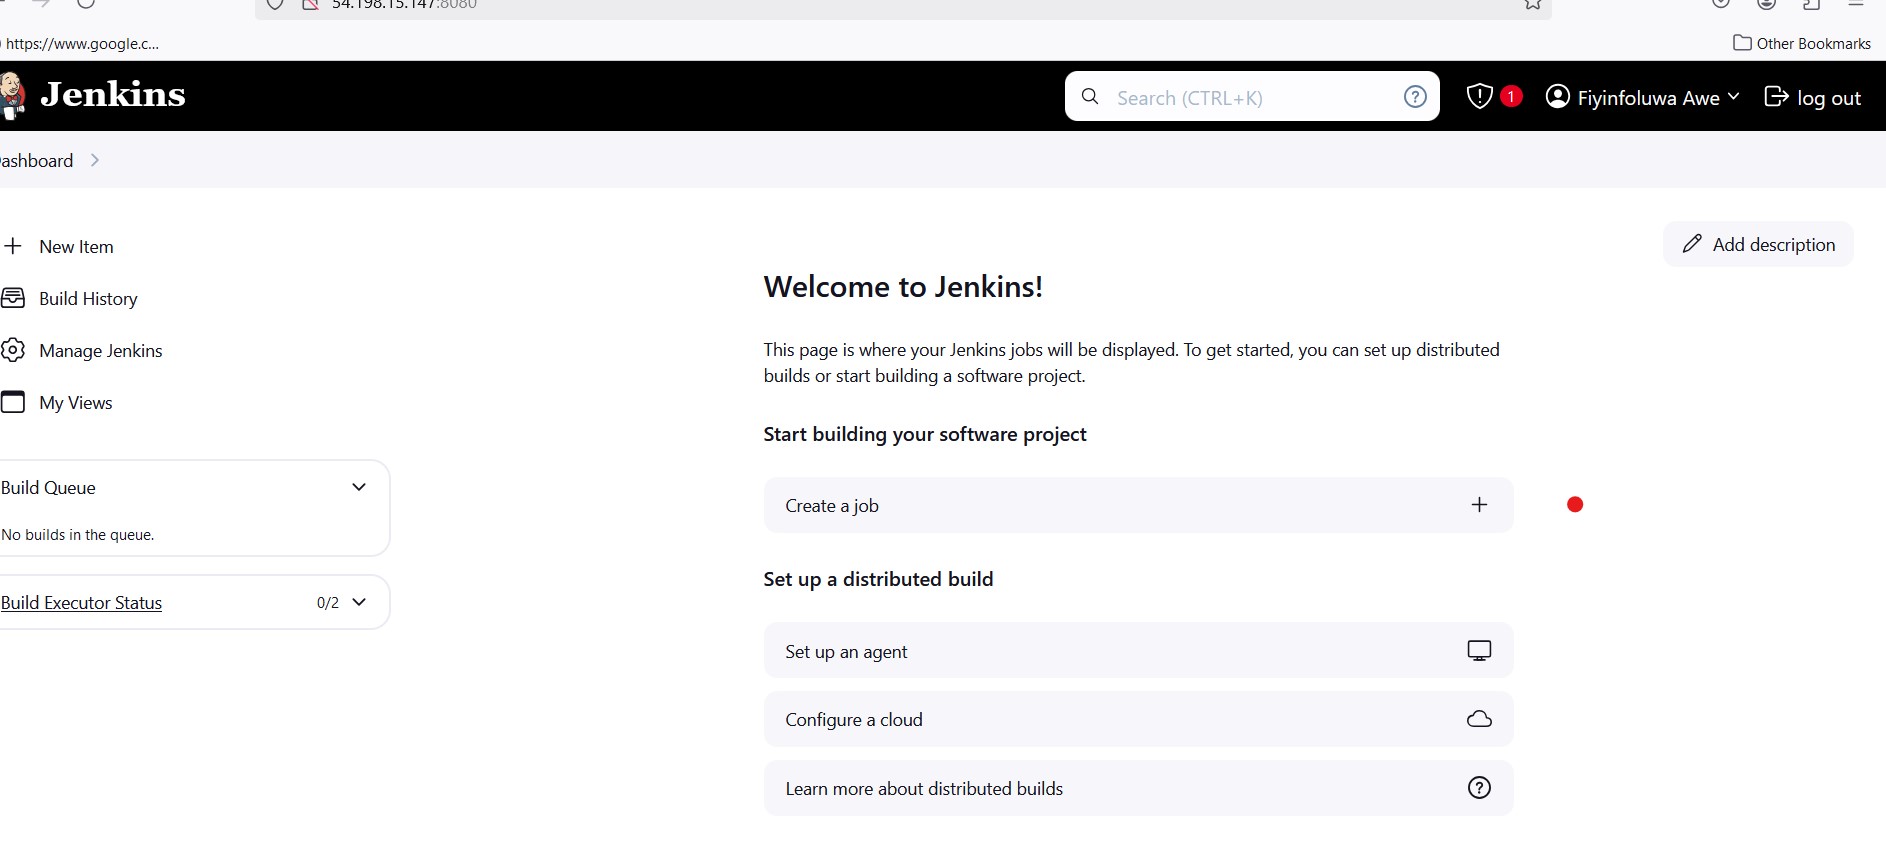 54.198.15.147:8080
https://www.google.c...
Other Bookmarks
Jenkins
Search (CTRL+K)
1
Fiyinfoluwa Awe
log out
ashboard
New Item
Add description
Build History
Manage Jenkins
My Views
Build Queue
No builds in the queue.
Build Executor Status
0/2
Welcome to Jenkins!
This page is where your Jenkins jobs will be displayed. To get started, you can set up distributed
builds or start building a software project.
Start building your software project
Create a job
Set up a distributed build
Set up an agent
Configure a cloud
Learn more about distributed builds